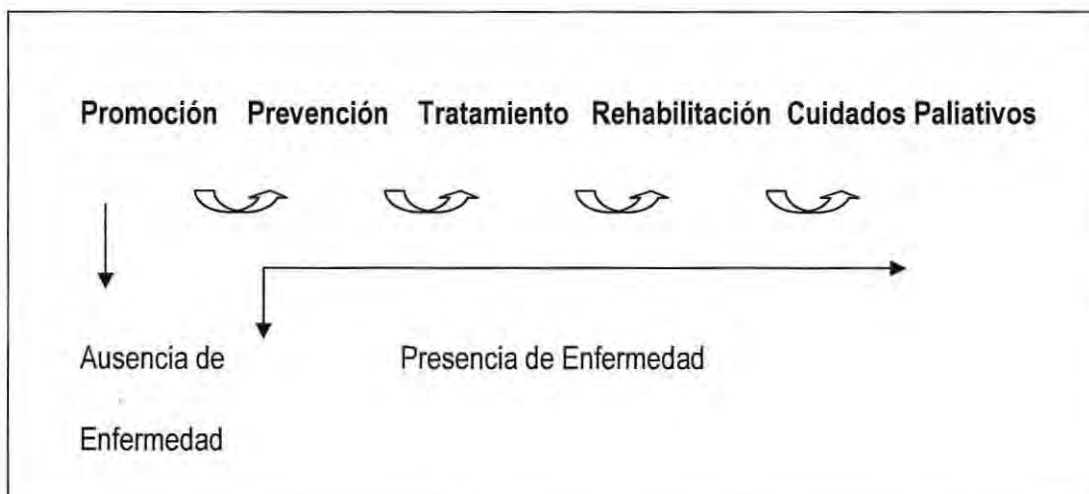 Promoción Prevención Tratamiento Rehabilitación Cuidados Paliativos
Ausencia de Presencia de Enfermedad
Enfermedad